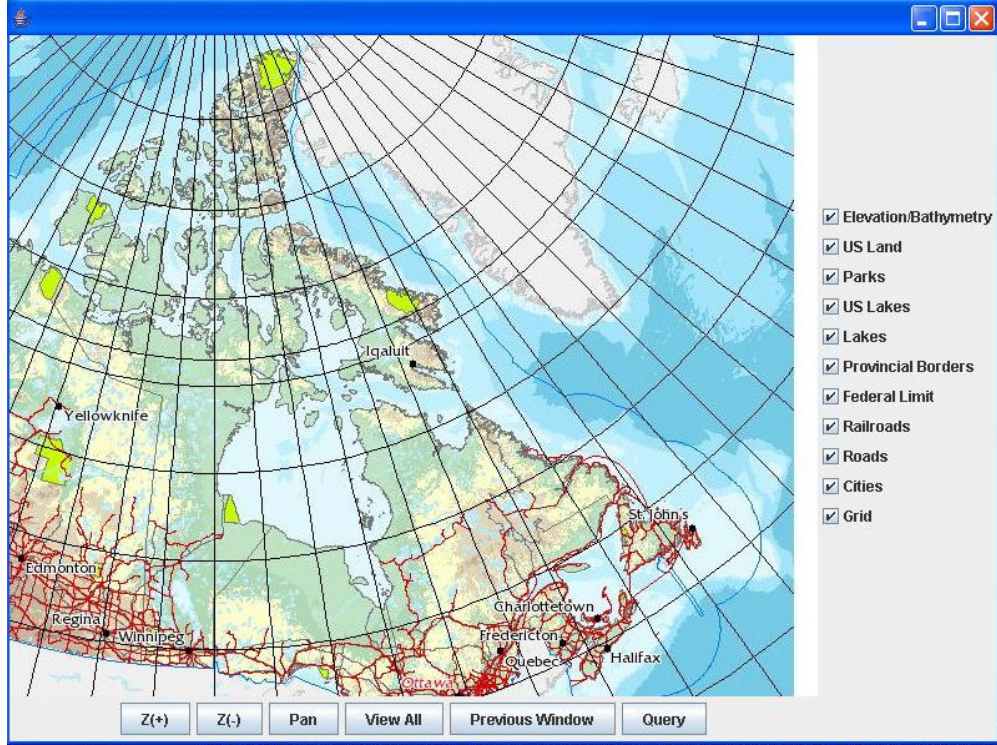 Elevation/Bathymetry
US Land
Parks
US Lakes
Lakes
Provincial Borders
Federal Limit
Railroads
Roads
Cities
Grid
Iqaluit
Yellowknife
St. John's
Edmonton
Charlottetown
Regina
Winnipeg
Fredericton
Quebec
Halifax
Ottawa
Z(+)
Z(-)
Pan
View All
Previous Window
Query